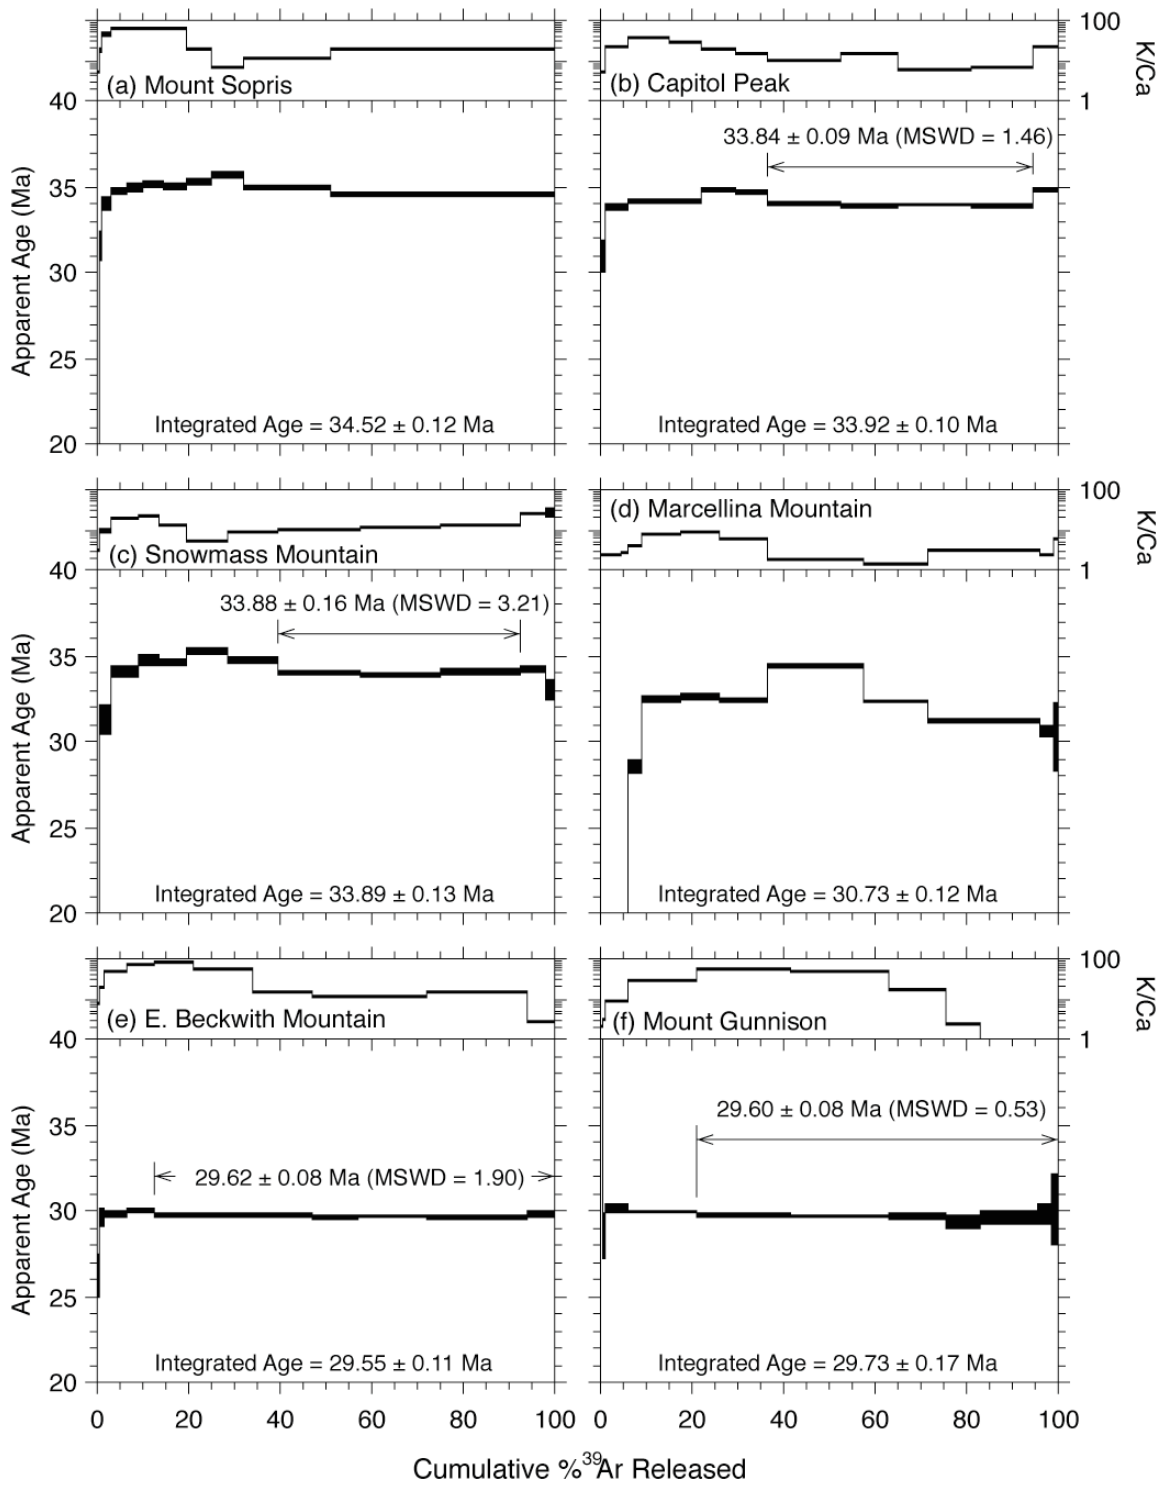 100
K/Ca
(a) Mount Sopris
(b) Capitol Peak
40
1
33.84 ± 0.09 Ma (MSWD = 1.46)
35
Apparent Age (Ma)
30
25
Integrated Age = 34.52 ± 0.12 Ma
Integrated Age = 33.92 ± 0.10 Ma
20
100
K/Ca
(d) Marcellina Mountain
(c) Snowmass Mountain
40
1
33.88 ± 0.16 Ma (MSWD = 3.21)
35
Apparent Age (Ma)
30
25
Integrated Age = 33.89 ± 0.13 Ma
Integrated Age = 30.73 ± 0.12 Ma
20
100
K/Ca
(e) E. Beckwith Mountain
(f) Mount Gunnison
40
1
29.60 ± 0.08 Ma (MSWD = 0.53)
35
Apparent Age (Ma)
29.62 ± 0.08 Ma (MSWD = 1.90)
30
25
Integrated Age = 29.55 ± 0.11 Ma
Integrated Age = 29.73 ± 0.17 Ma
20
0 20 40 60 80 100
0 20 40 60 80 100
Cumulative %³⁹Ar Released